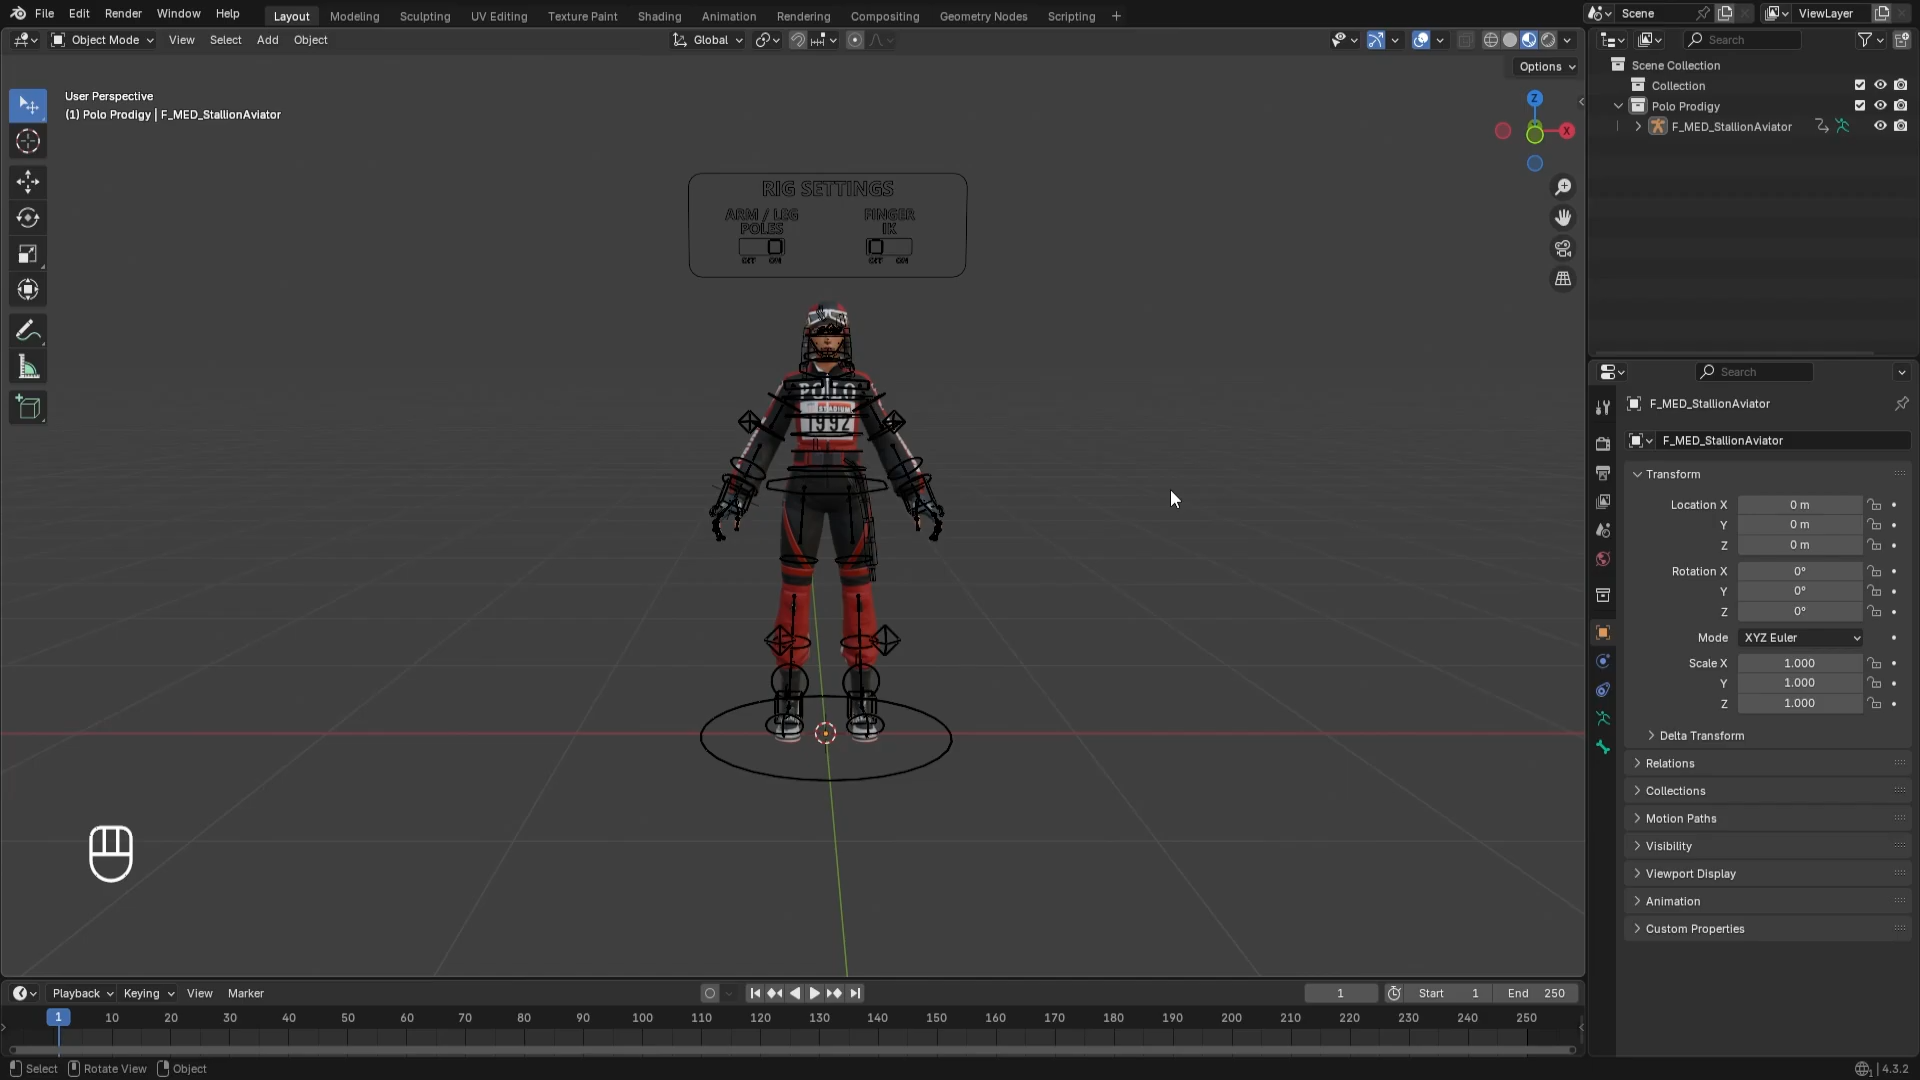 File Edit Render Window Help Layout Modeling Sculpting UV Editing Texture Paint Shading Animation Rendering Compositing Geometry Nodes Scripting + Scene ViewLayer
Object Mode View Select Add Object Global Search
Options
User Perspective
(1) Polo Prodigy | F_MED_StallionAviator
Z
X
Scene Collection
Collection
Polo Prodigy
F_MED_StallionAviator
RIG SETTINGS
ARM / LEG
POLES
FINGER
IK
OFF ON
OFF ON
POLO
1992
Search
F_MED_StallionAviator
F_MED_StallionAviator
Transform
Location X 0 m
Y 0 m
Z 0 m
Rotation X 0°
Y 0°
Z 0°
Mode XYZ Euler
Scale X 1.000
Y 1.000
Z 1.000
Delta Transform
Relations
Collections
Motion Paths
Visibility
Viewport Display
Animation
Custom Properties
Playback Keying View Marker 1 Start 1 End 250
1 10 20 30 40 50 60 70 80 90 100 110 120 130 140 150 160 170 180 190 200 210 220 230 240 250
Select Rotate View Object 4.3.2